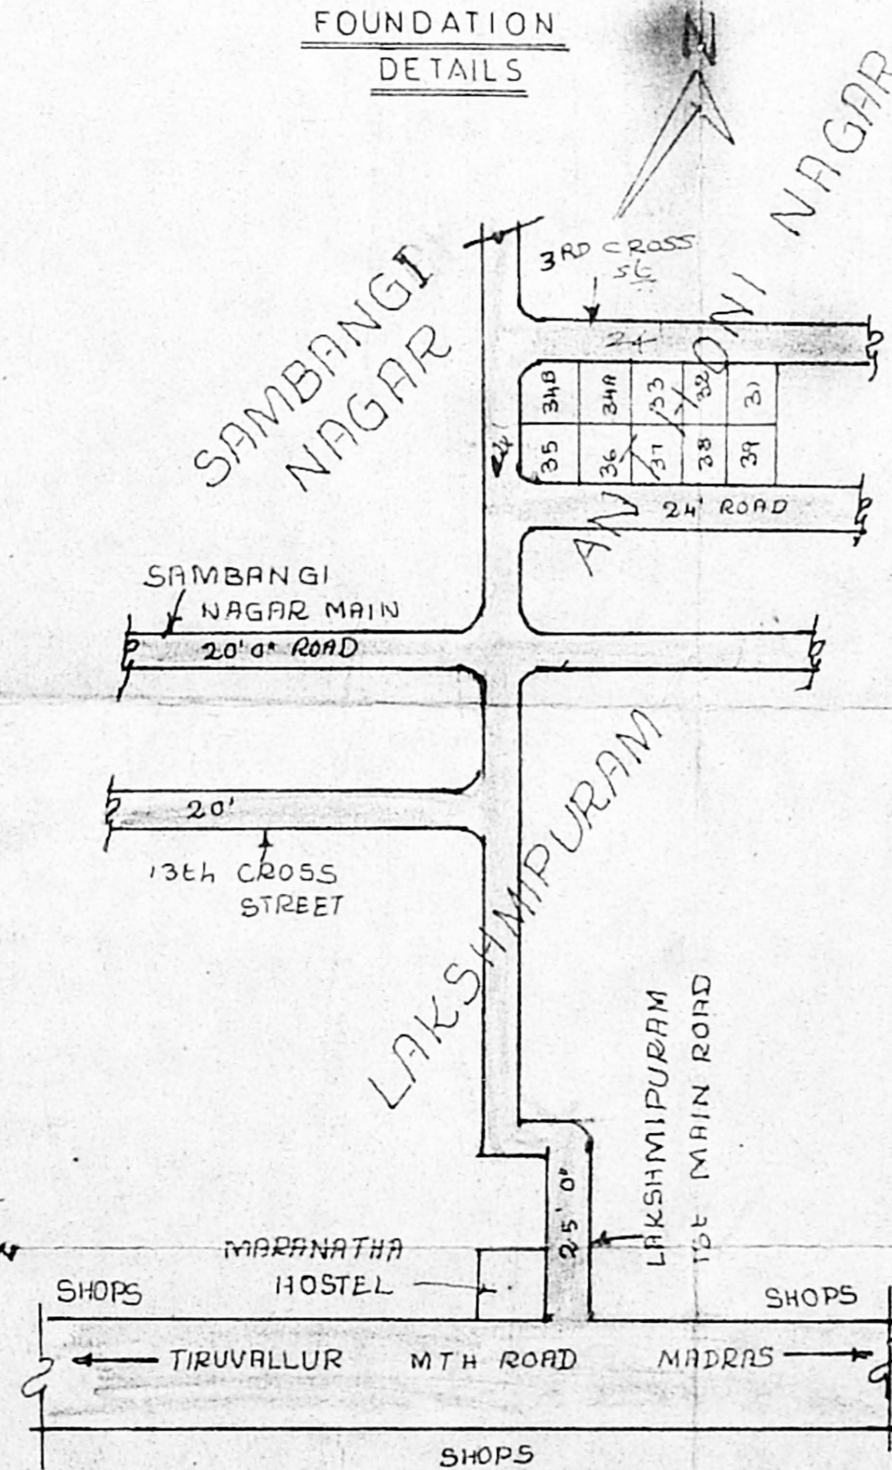 FOUNDATION
DETAILS
N
SAMBANGI
NAGAR
NAGAR
3RD CROSS
34B 34A 33 32 31
35 36 37 38 39
24' ROAD
SAMBANGI
NAGAR MAIN
20'0" ROAD
20'
13th CROSS
STREET
LAKSHMIPURAM
LAKSHMIPURAM
1st MAIN ROAD
25'0"
MARANATHA
HOSTEL
SHOPS
SHOPS
TIRUVALLUR MTH ROAD MADRAS
SHOPS